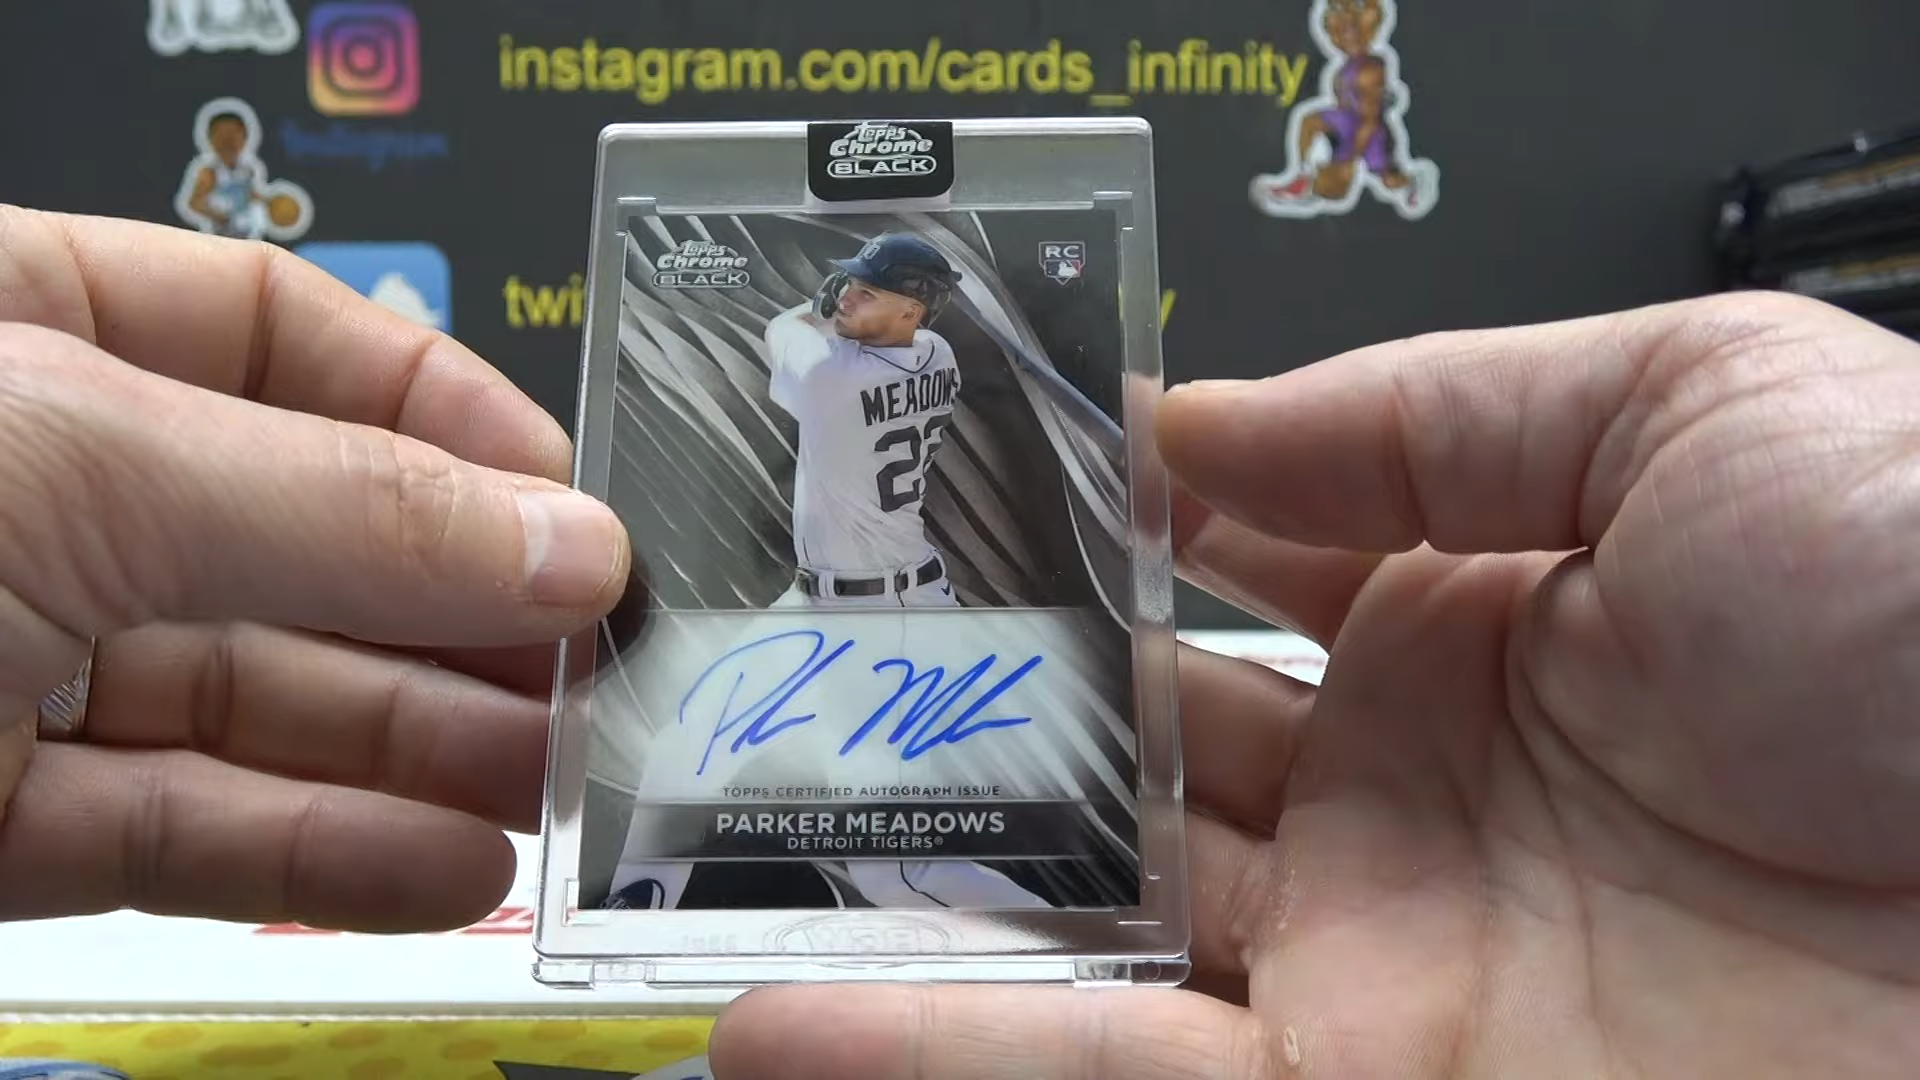 instagram.com/cards_infinity
Instagram
Topps
Chrome
BLACK
Topps
Chrome
BLACK
RC
MEADOWS
22
TOPPS CERTIFIED AUTOGRAPH ISSUE
PARKER MEADOWS
DETROIT TIGERS®